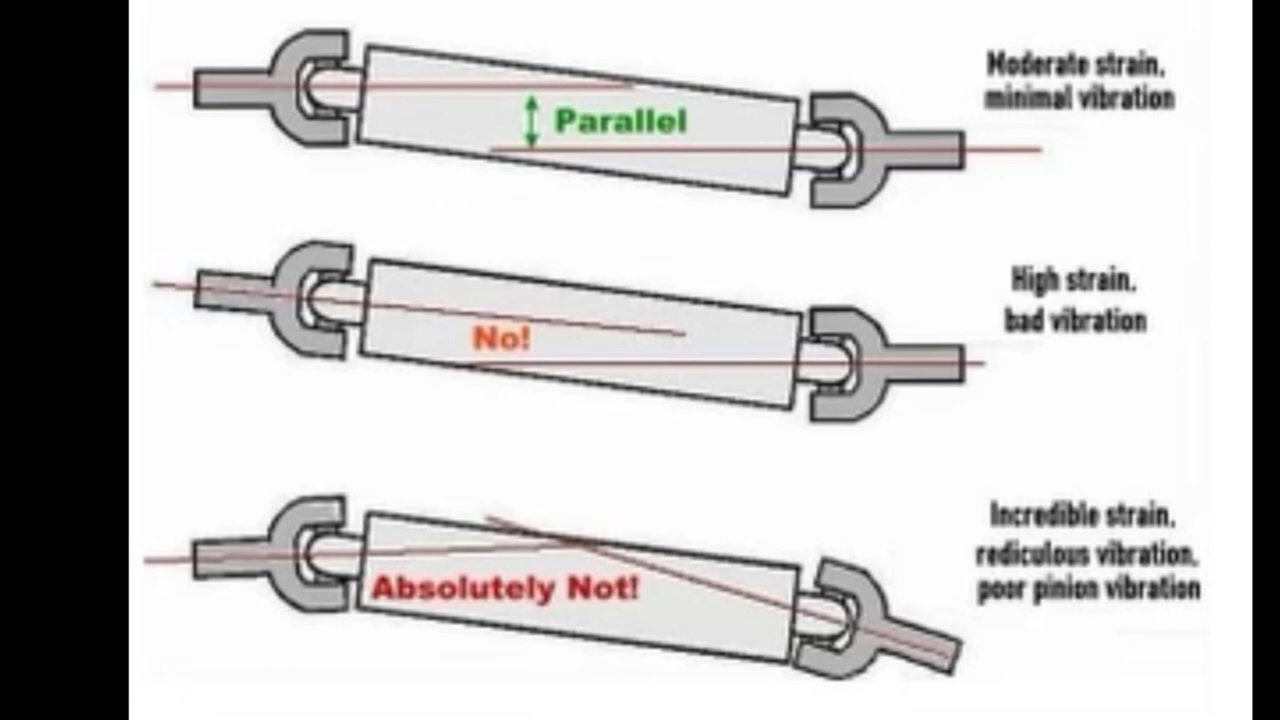 Moderate strain.
minimal vibration
Parallel
High strain.
bad vibration
No!
Incredible strain.
rediculous vibration.
poor pinion vibration
Absolutely Not!